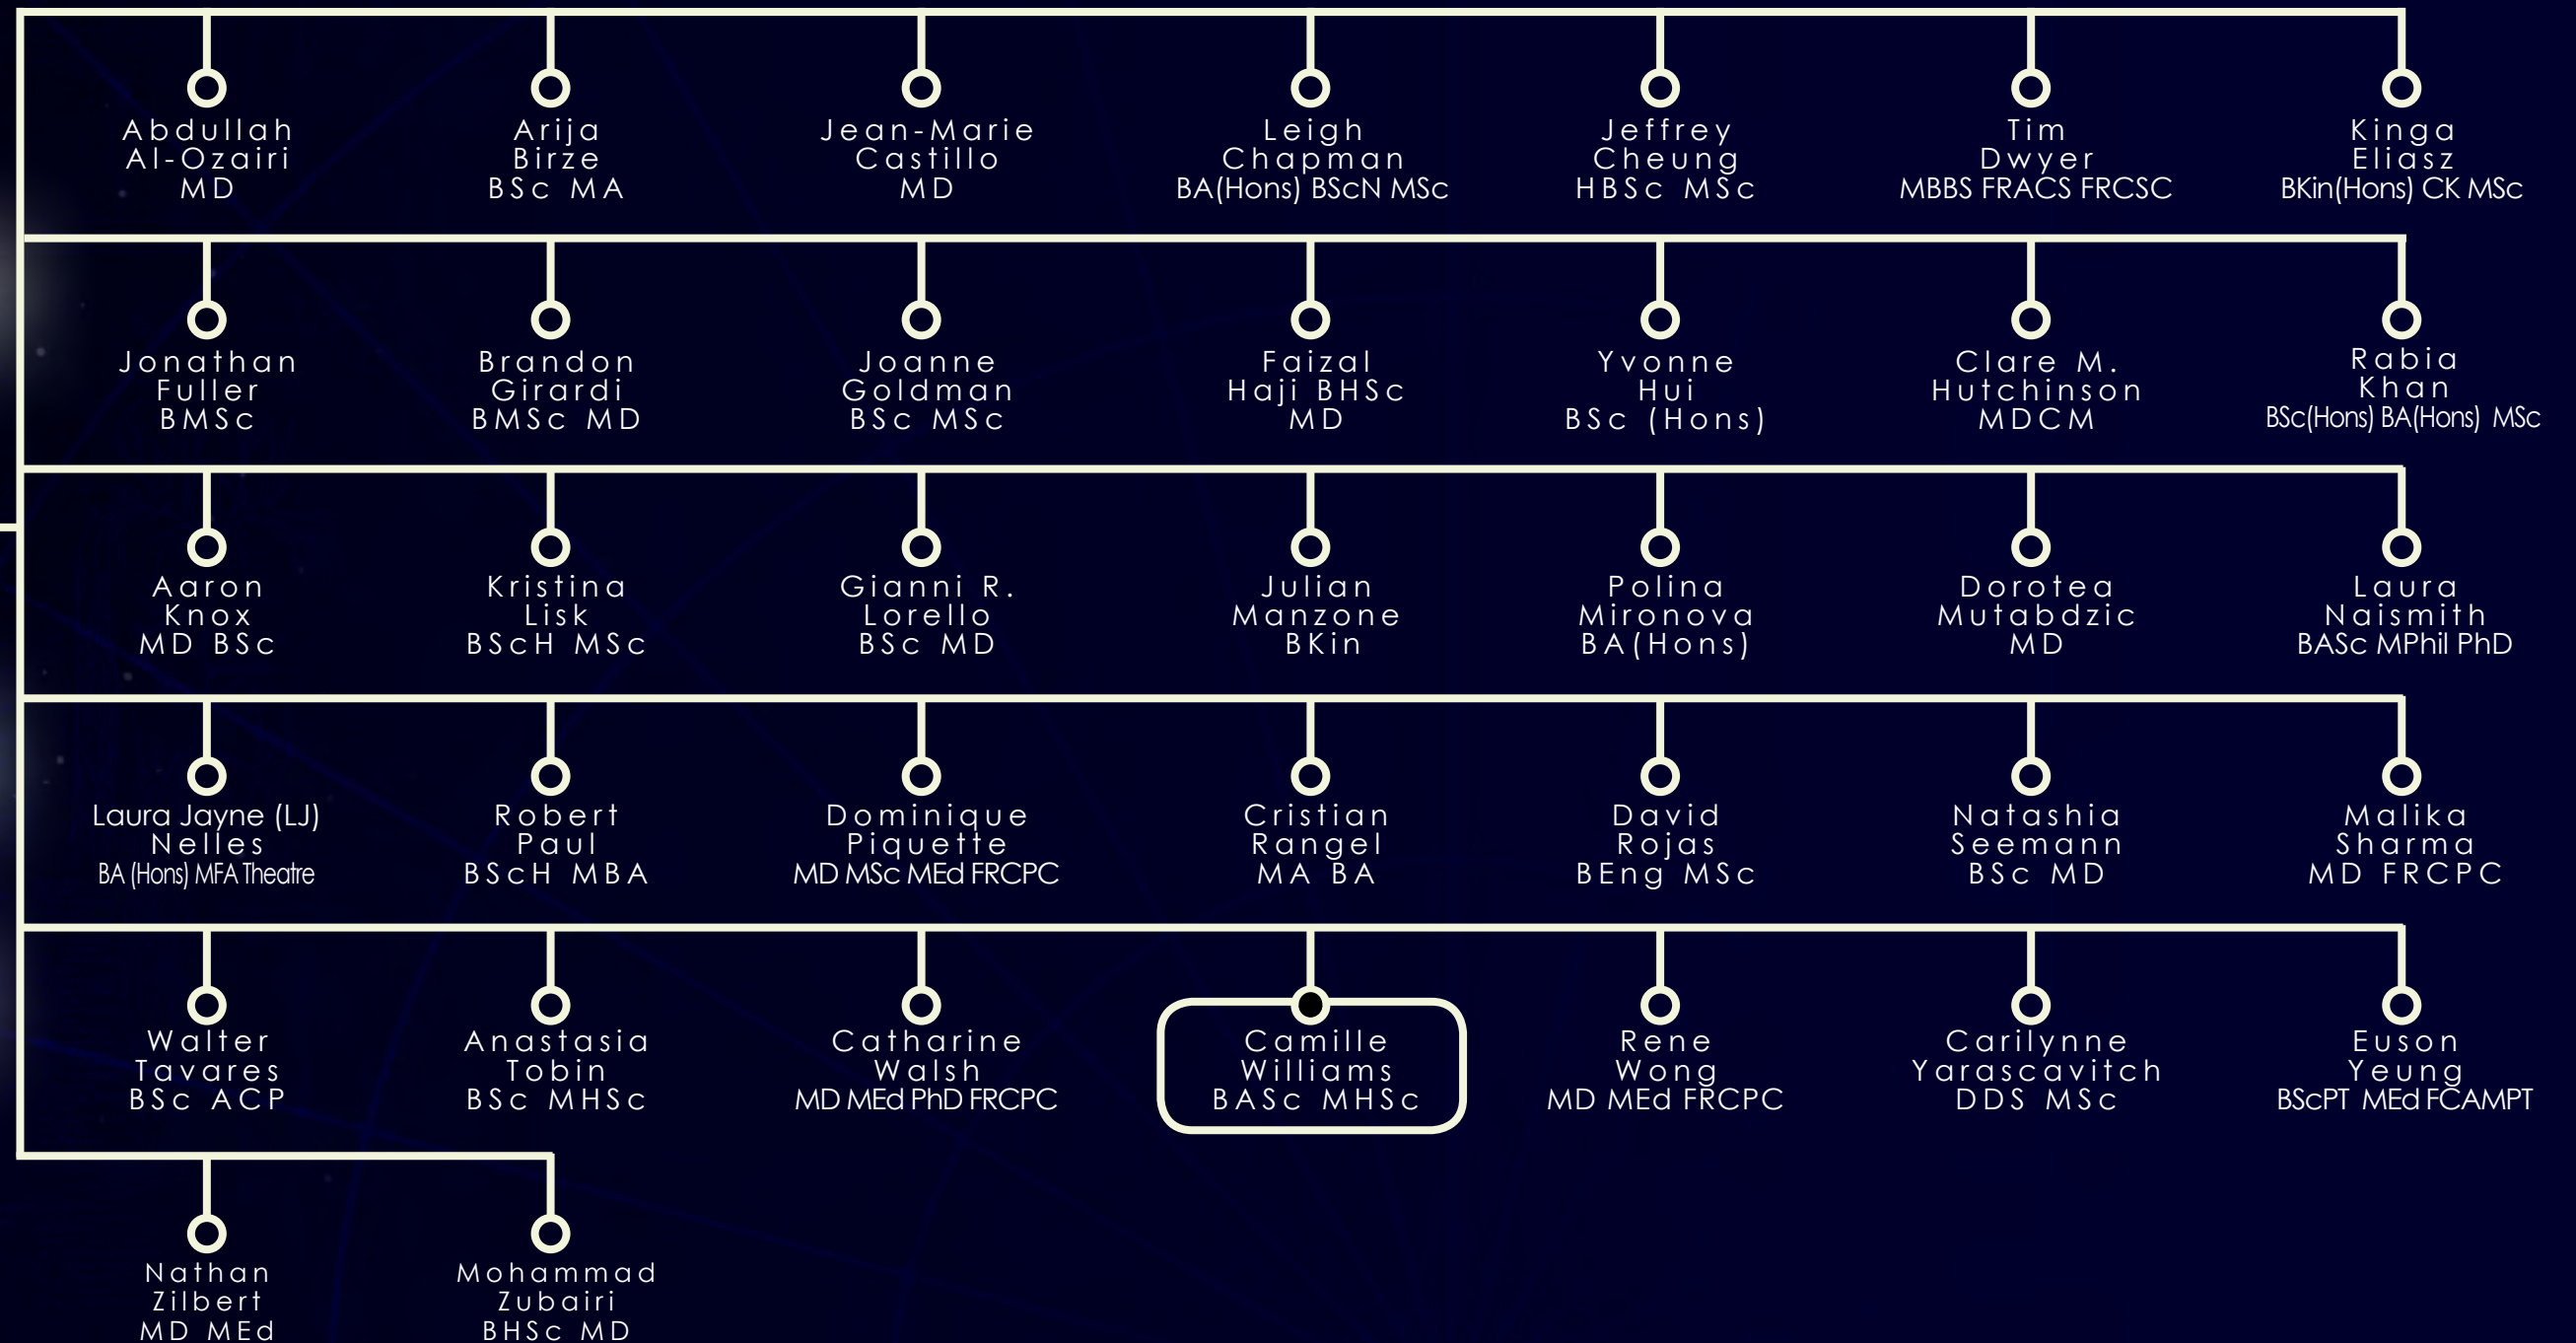 Abdullah
Al-Ozairi
MD
Arija
Birze
BSc MA
Jean-Marie
Castillo
MD
Leigh
Chapman
BA(Hons) BScN MSc
Jeffrey
Cheung
HBSc MSc
Tim
Dwyer
MBBS FRACS FRCSC
Kinga
Eliasz
BKin(Hons) CK MSc
Jonathan
Fuller
BMSc
Brandon
Girardi
BMSc MD
Joanne
Goldman
BSc MSc
Faizal
Haji BHSc
MD
Yvonne
Hui
BSc (Hons)
Clare M.
Hutchinson
MDCM
Rabia
Khan
BSc(Hons) BA(Hons) MSc
Aaron
Knox
MD BSc
Kristina
Lisk
BScH MSc
Gianni R.
Lorello
BSc MD
Julian
Manzone
BKin
Polina
Mironova
BA(Hons)
Dorotea
Mutabdzic
MD
Laura
Naismith
BASc MPhil PhD
Laura Jayne (LJ)
Nelles
BA (Hons) MFA Theatre
Robert
Paul
BScH MBA
Dominique
Piquette
MD MSc MEd FRCPC
Cristian
Rangel
MA BA
David
Rojas
BEng MSc
Natashia
Seemann
BSc MD
Malika
Sharma
MD FRCPC
Walter
Tavares
BSc ACP
Anastasia
Tobin
BSc MHSc
Catharine
Walsh
MD MEd PhD FRCPC
Camille
Williams
BASc MHSc
Rene
Wong
MD MEd FRCPC
Carilynne
Yarascavitch
DDS MSc
Euson
Yeung
BScPT MEd FCAMPT
Nathan
Zilbert
MD MEd
Mohammad
Zubairi
BHSc MD